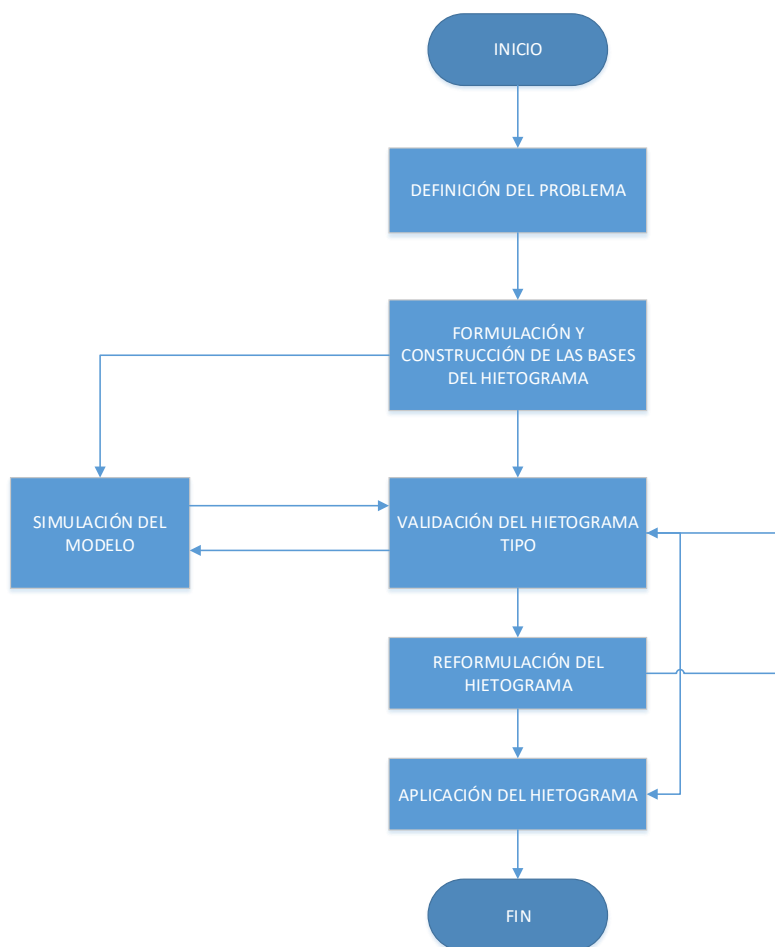 INICIO
DEFINICIÓN DEL PROBLEMA
FORMULACIÓN Y
CONSTRUCCIÓN DE LAS BASES
DEL HIETOGRAMA
SIMULACIÓN DEL
MODELO
VALIDACIÓN DEL HIETOGRAMA
TIPO
REFORMULACIÓN DEL
HIETOGRAMA
APLICACIÓN DEL HIETOGRAMA
FIN